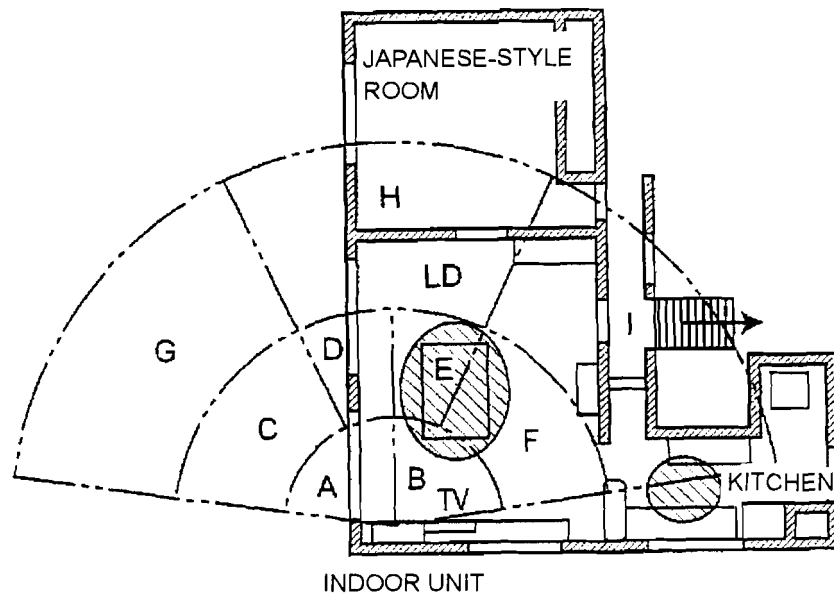 JAPANESE-STYLE
ROOM
H
LD
I
G
D
E
C
F
A
B
TV
KITCHEN
INDOOR UNIT